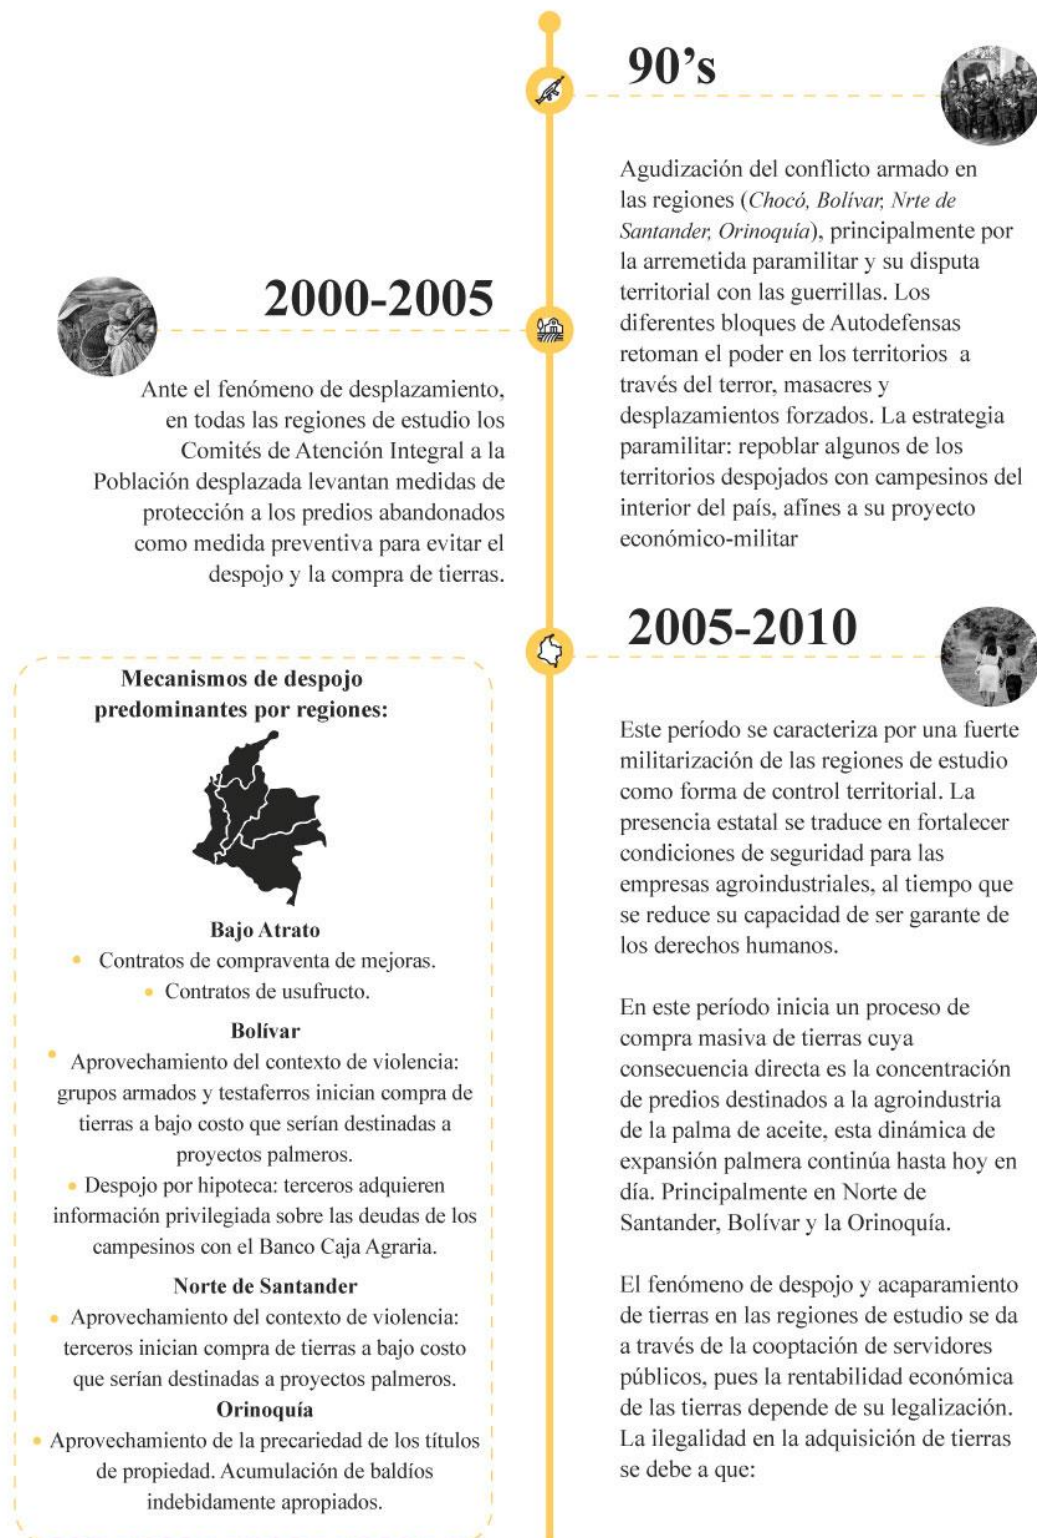 90’s
Agudización del conflicto armado en
las regiones (Chocó, Bolívar, Nrte de
Santander, Orinoquía), principalmente por
la arremetida paramilitar y su disputa
territorial con las guerrillas. Los
diferentes bloques de Autodefensas
retoman el poder en los territorios a
través del terror, masacres y
desplazamientos forzados. La estrategia
paramilitar: repoblar algunos de los
territorios despojados con campesinos del
interior del país, afines a su proyecto
económico-militar
2000-2005
Ante el fenómeno de desplazamiento,
en todas las regiones de estudio los
Comités de Atención Integral a la
Población desplazada levantan medidas de
protección a los predios abandonados
como medida preventiva para evitar el
despojo y la compra de tierras.
2005-2010
Este período se caracteriza por una fuerte
militarización de las regiones de estudio
como forma de control territorial. La
presencia estatal se traduce en fortalecer
condiciones de seguridad para las
empresas agroindustriales, al tiempo que
se reduce su capacidad de ser garante de
los derechos humanos.
En este período inicia un proceso de
compra masiva de tierras cuya
consecuencia directa es la concentración
de predios destinados a la agroindustria
de la palma de aceite, esta dinámica de
expansión palmera continúa hasta hoy en
día. Principalmente en Norte de
Santander, Bolívar y la Orinoquía.
El fenómeno de despojo y acaparamiento
de tierras en las regiones de estudio se da
a través de la cooptación de servidores
públicos, pues la rentabilidad económica
de las tierras depende de su legalización.
La ilegalidad en la adquisición de tierras
se debe a que:
Mecanismos de despojo
predominantes por regiones:
Bajo Atrato
• Contratos de compraventa de mejoras.
• Contratos de usufructo.
Bolívar
• Aprovechamiento del contexto de violencia:
grupos armados y testaferros inician compra de
tierras a bajo costo que serían destinadas a
proyectos palmeros.
• Despojo por hipoteca: terceros adquieren
información privilegiada sobre las deudas de los
campesinos con el Banco Caja Agraria.
Norte de Santander
• Aprovechamiento del contexto de violencia:
terceros inician compra de tierras a bajo costo
que serían destinadas a proyectos palmeros.
Orinoquía
• Aprovechamiento de la precariedad de los títulos
de propiedad. Acumulación de baldíos
indebidamente apropiados.